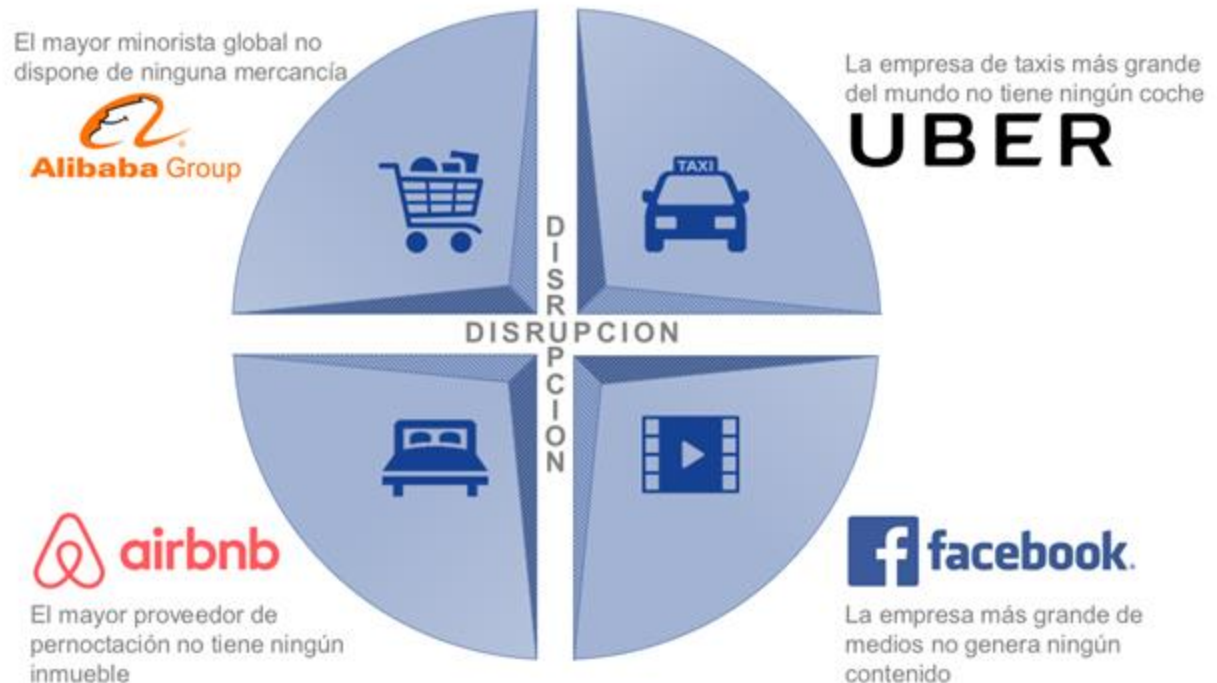 El mayor minorista global no
dispone de ninguna mercancía
Alibaba Group
La empresa de taxis más grande
del mundo no tiene ningún coche
UBER
TAXI
DISRUPCION
DISRUPCION
airbnb
El mayor proveedor de
pernoctación no tiene ningún
inmueble
facebook.
La empresa más grande de
medios no genera ningún
contenido